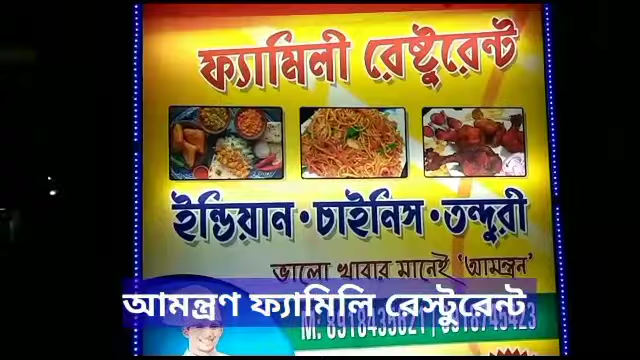 ফ্যামিলী রেষ্টুরেন্ট
ইন্ডিয়ান • চাইনিস • তন্দুরী
ভালো খাবার মানেই ‘আমন্ত্রন’
আমন্ত্রণ ফ্যামিলি রেস্টুরেন্ট
M: